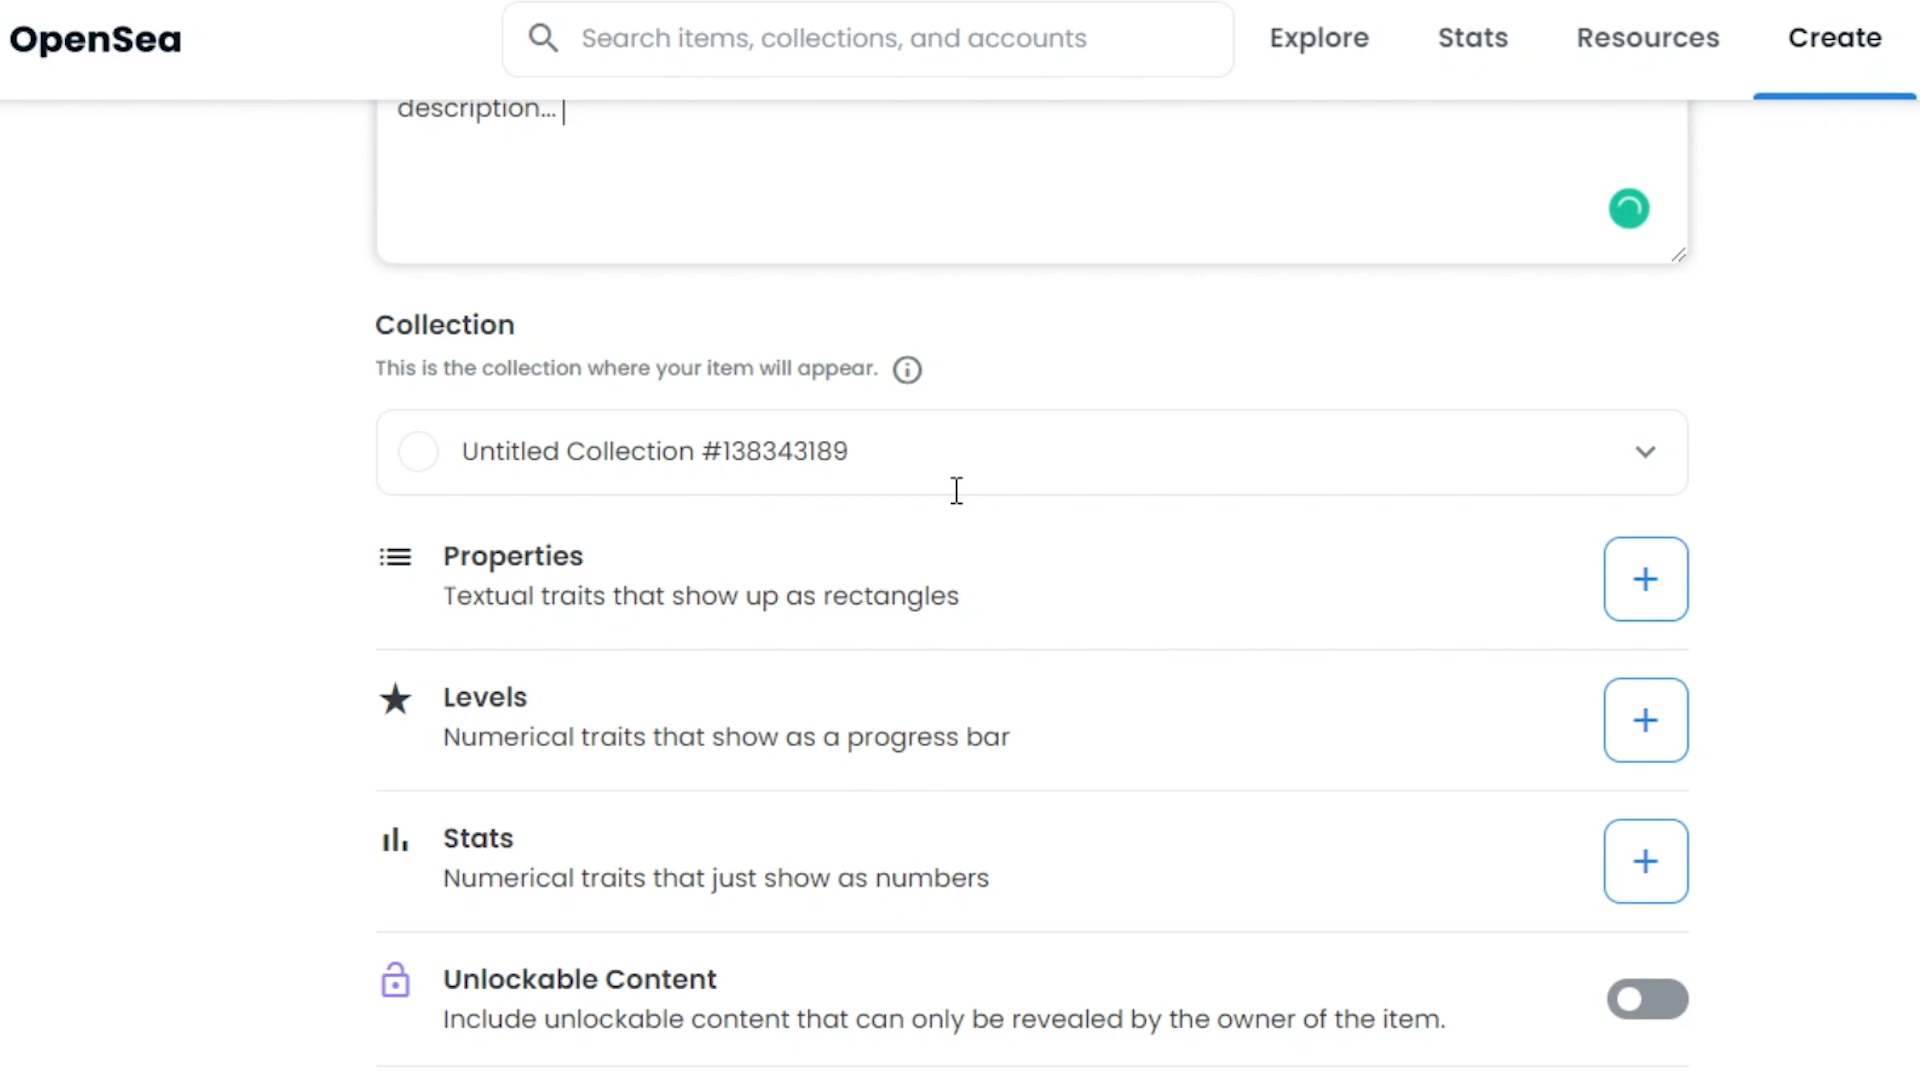 OpenSea
Search items, collections, and accounts
Explore
Stats
Resources
Create
description...
Collection
This is the collection where your item will appear.
Untitled Collection #138343189
Properties
Textual traits that show up as rectangles
Levels
Numerical traits that show as a progress bar
Stats
Numerical traits that just show as numbers
Unlockable Content
Include unlockable content that can only be revealed by the owner of the item.